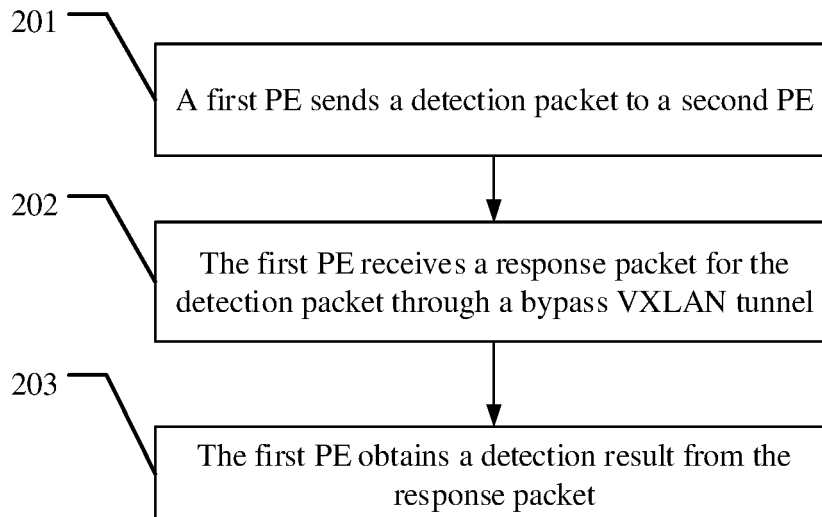 201
A first PE sends a detection packet to a second PE
202
The first PE receives a response packet for the
detection packet through a bypass VXLAN tunnel
203
The first PE obtains a detection result from the
response packet